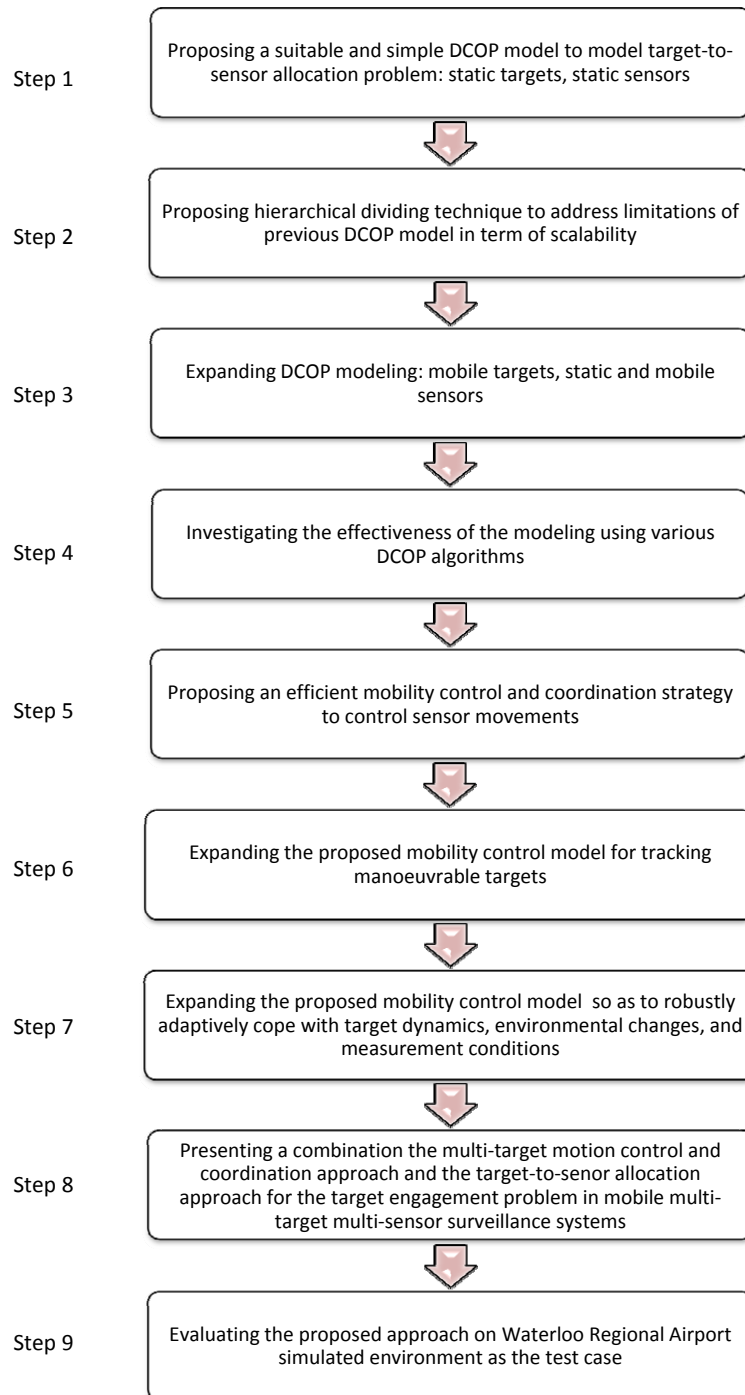 Step 1
Proposing a suitable and simple DCOP model to model target-to-
sensor allocation problem: static targets, static sensors
Step 2
Proposing hierarchical dividing technique to address limitations of
previous DCOP model in term of scalability
Step 3
Expanding DCOP modeling: mobile targets, static and mobile
sensors
Step 4
Investigating the effectiveness of the modeling using various
DCOP algorithms
Step 5
Proposing an efficient mobility control and coordination strategy
to control sensor movements
Step 6
Expanding the proposed mobility control model for tracking
manoeuvrable targets
Step 7
Expanding the proposed mobility control model so as to robustly
adaptively cope with target dynamics, environmental changes, and
measurement conditions
Step 8
Presenting a combination the multi-target motion control and
coordination approach and the target-to-senor allocation
approach for the target engagement problem in mobile multi-
target multi-sensor surveillance systems
Step 9
Evaluating the proposed approach on Waterloo Regional Airport
simulated environment as the test case